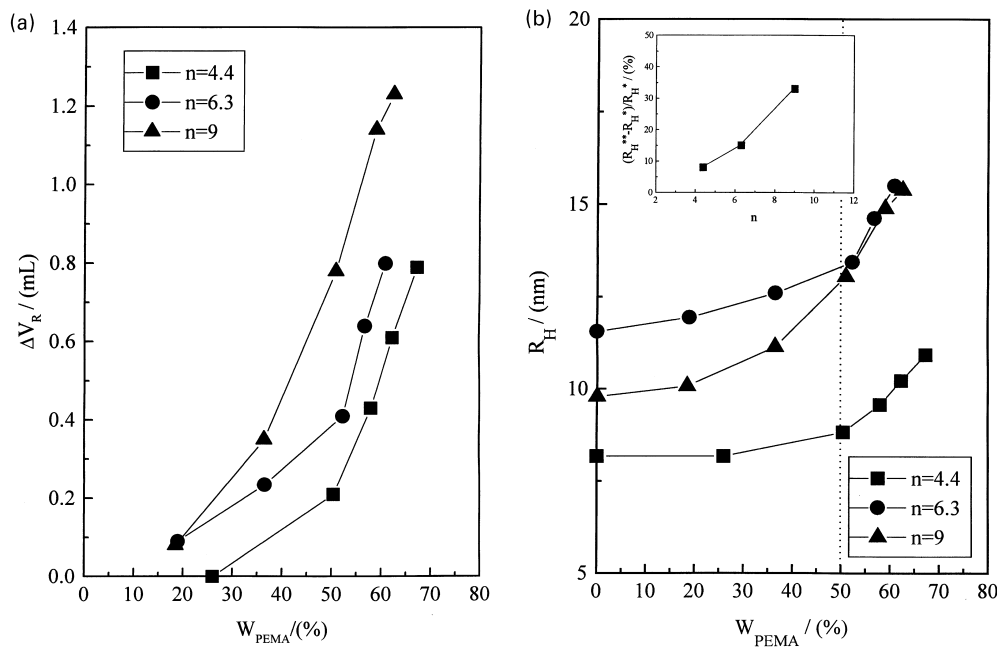 (a)
1.4
1.2
1.0
0.8
0.6
0.4
0.2
0.0
ΔV_R / (mL)
n=4.4
n=6.3
n=9
0 10 20 30 40 50 60 70 80
W_PEMA/(%)
(b)
20
15
10
5
R_H / (nm)
50
40
30
20
10
0
(R_H**-R_H*)/R_H* / (%)
2 4 6 8 10 12
n
n=4.4
n=6.3
n=9
0 10 20 30 40 50 60 70 80
W_PEMA / (%)